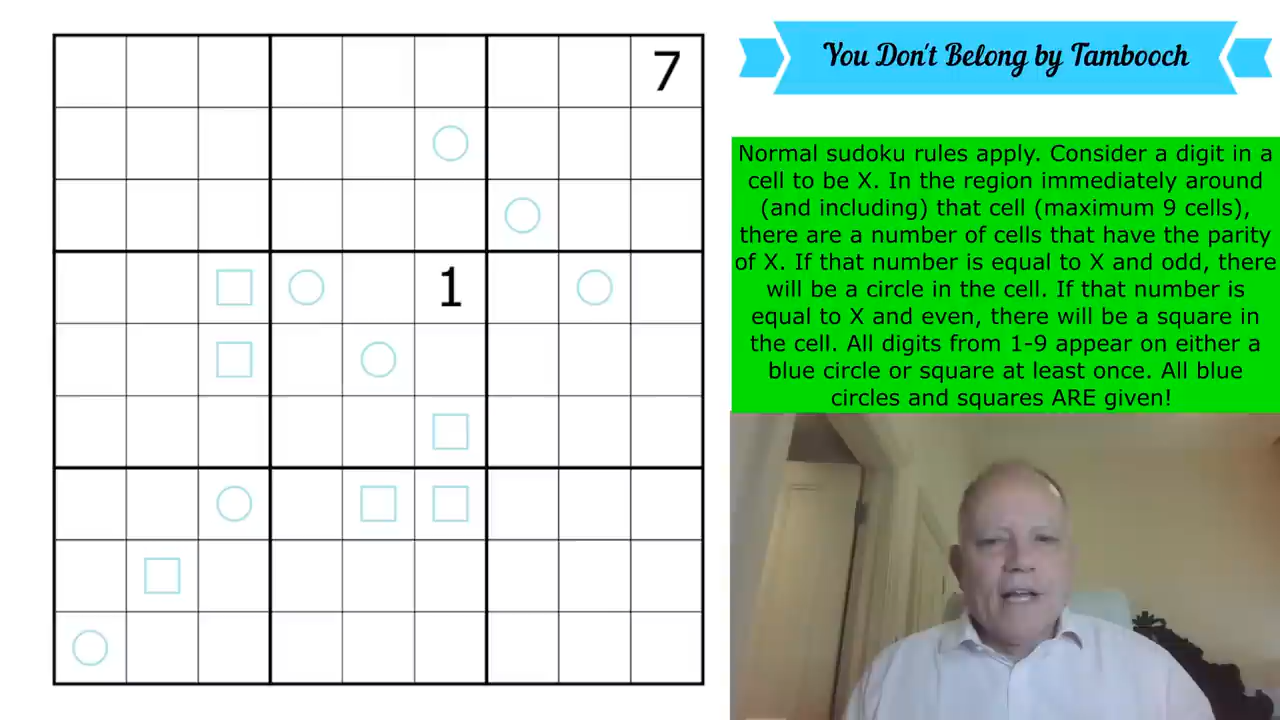 You Don't Belong by Tambooch
7
1
Normal sudoku rules apply. Consider a digit in a
cell to be X. In the region immediately around
(and including) that cell (maximum 9 cells),
there are a number of cells that have the parity
of X. If that number is equal to X and odd, there
will be a circle in the cell. If that number is
equal to X and even, there will be a square in
the cell. All digits from 1-9 appear on either a
blue circle or square at least once. All blue
circles and squares ARE given!